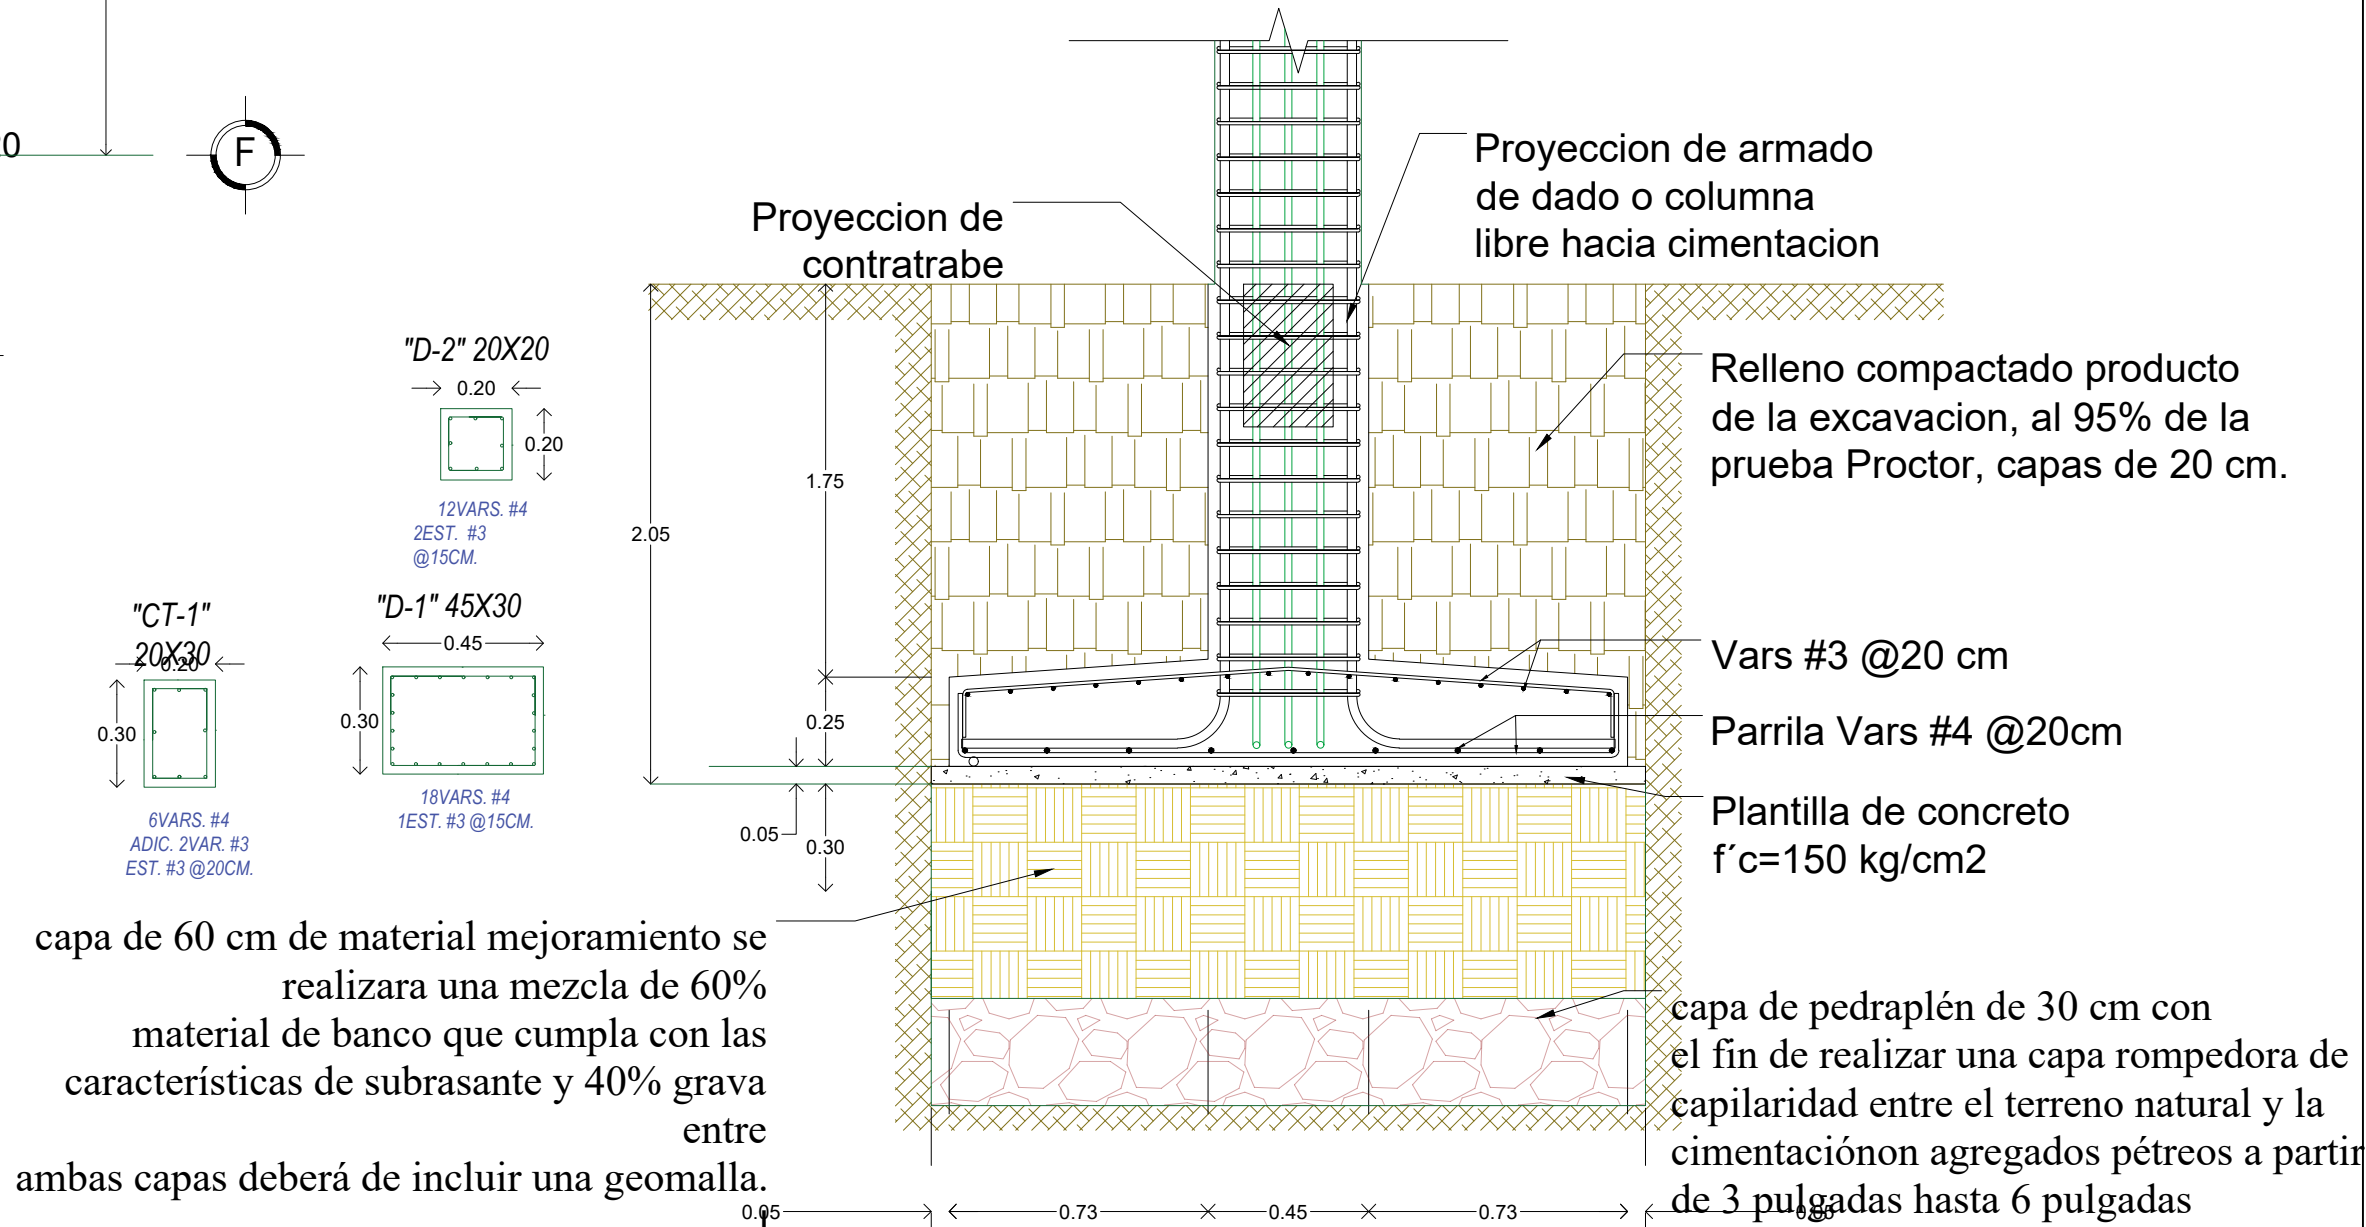 F
Proyeccion de armado
de dado o columna
libre hacia cimentacion
Proyeccion de
contratrabe
"D-2" 20X20
0.20
0.20
12VARS. #4
2EST. #3
@15CM.
Relleno compactado producto
de la excavacion, al 95% de la
prueba Proctor, capas de 20 cm.
1.75
2.05
"CT-1"
20X30
0.20
0.30
6VARS. #4
ADIC. 2VAR. #3
EST. #3 @20CM.
"D-1" 45X30
0.45
0.30
18VARS. #4
1EST. #3 @15CM.
0.25
0.05
0.30
Vars #3 @20 cm
Parrila Vars #4 @20cm
Plantilla de concreto
f´c=150 kg/cm2
capa de 60 cm de material mejoramiento se
realizara una mezcla de 60%
material de banco que cumpla con las
características de subrasante y 40% grava
entre
ambas capas deberá de incluir una geomalla.
capa de pedraplén de 30 cm con
el fin de realizar una capa rompedora de
capilaridad entre el terreno natural y la
cimentaciónon agregados pétreos a partir
de 3 pulgadas hasta 6 pulgadas
0.05
0.73
0.45
0.73
0.05